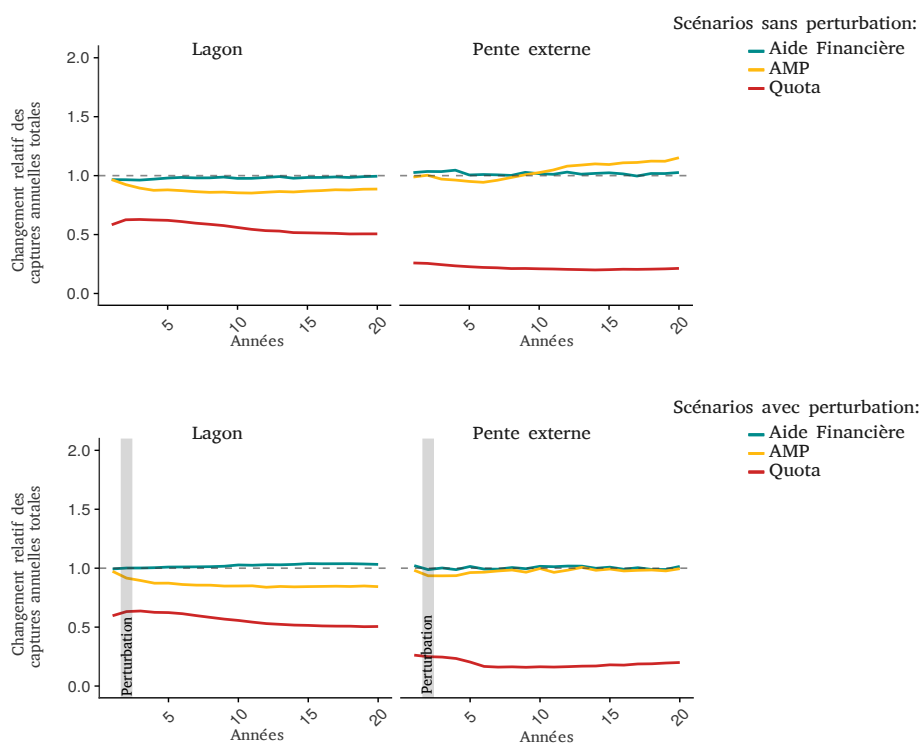 Scénarios sans perturbation:
Aide Financière
AMP
Quota
Lagon
Pente externe
Changement relatif des
captures annuelles totales
2.0
1.5
1.0
0.5
0.0
5
10
15
20
5
10
15
20
Années
Années
Scénarios avec perturbation:
Aide Financière
AMP
Quota
Lagon
Pente externe
Changement relatif des
captures annuelles totales
2.0
1.5
1.0
0.5
0.0
Perturbation
Perturbation
5
10
15
20
5
10
15
20
Années
Années